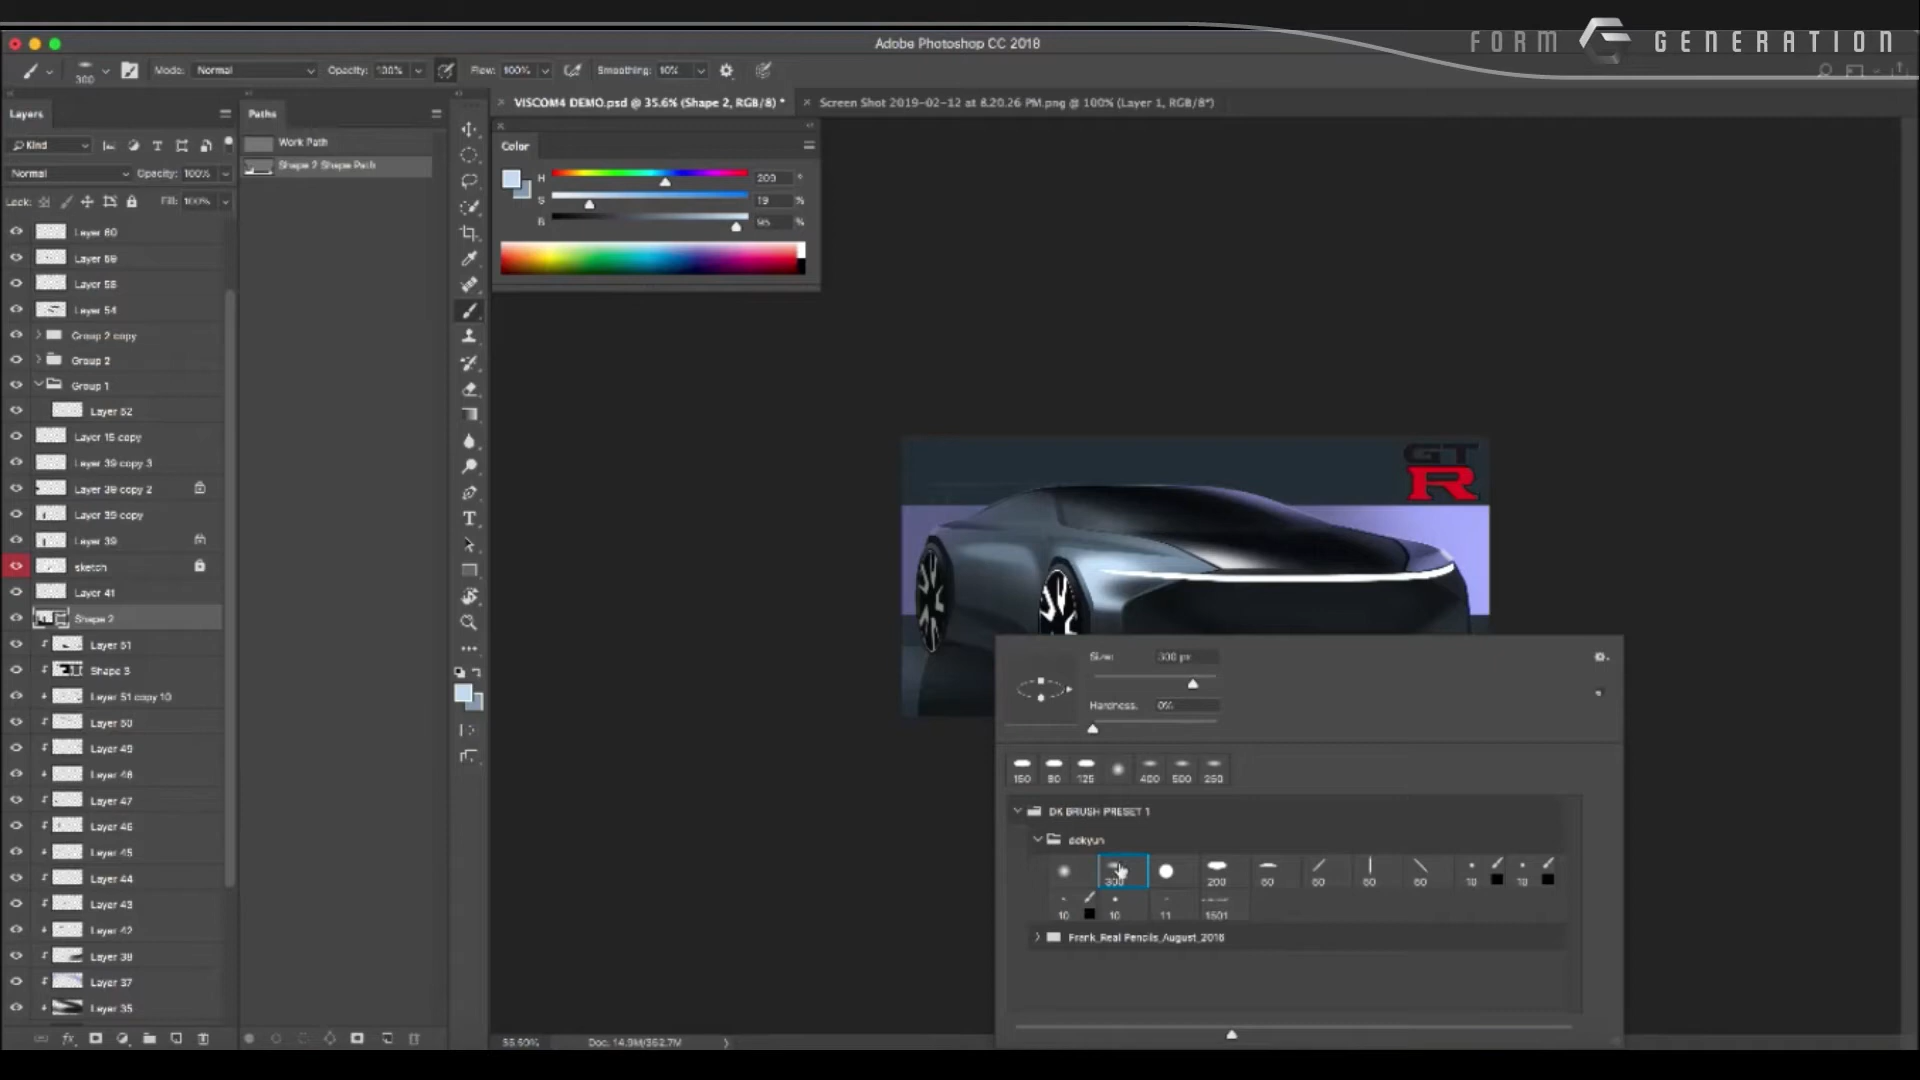 FORM GENERATION
Adobe Photoshop CC 2018
300
Mode: Normal Opacity: 100% Flow: 100% Smoothing: 10%
VISCOM4 DEMO.psd @ 35.6% (Shape 2, RGB/8) *
Screen Shot 2019-02-12 at 8.20.26 PM.png @ 100% (Layer 1, RGB/8*)
Layers
Paths
Kind
Normal Opacity: 100%
Lock: Fill: 100%
Work Path
Shape 2 Shape Path
Color
H 209 °
S 19 %
B 95 %
Layer 60
Layer 59
Layer 54
Group 2 copy
Group 2
Group 1
Layer 52
Layer 15 copy
Layer 39 copy 3
Layer 39 copy 2
Layer 39 copy
Layer 39
sketch
Layer 41
Shape 2
Layer 51
Shape 3
Layer 51 copy 10
Layer 50
Layer 49
Layer 48
Layer 47
Layer 46
Layer 45
Layer 44
Layer 43
Layer 42
Layer 38
Layer 37
Layer 35
GT
R
Size: 300 px
Hardness: 0%
150 80 125 400 500 250
DK BRUSH PRESET 1
dokyun
300 200 60 60 60 60 10 10
10 10 11 1501
Frank_Real Pencils_August_2016
Doc: 14.9M/362.7M